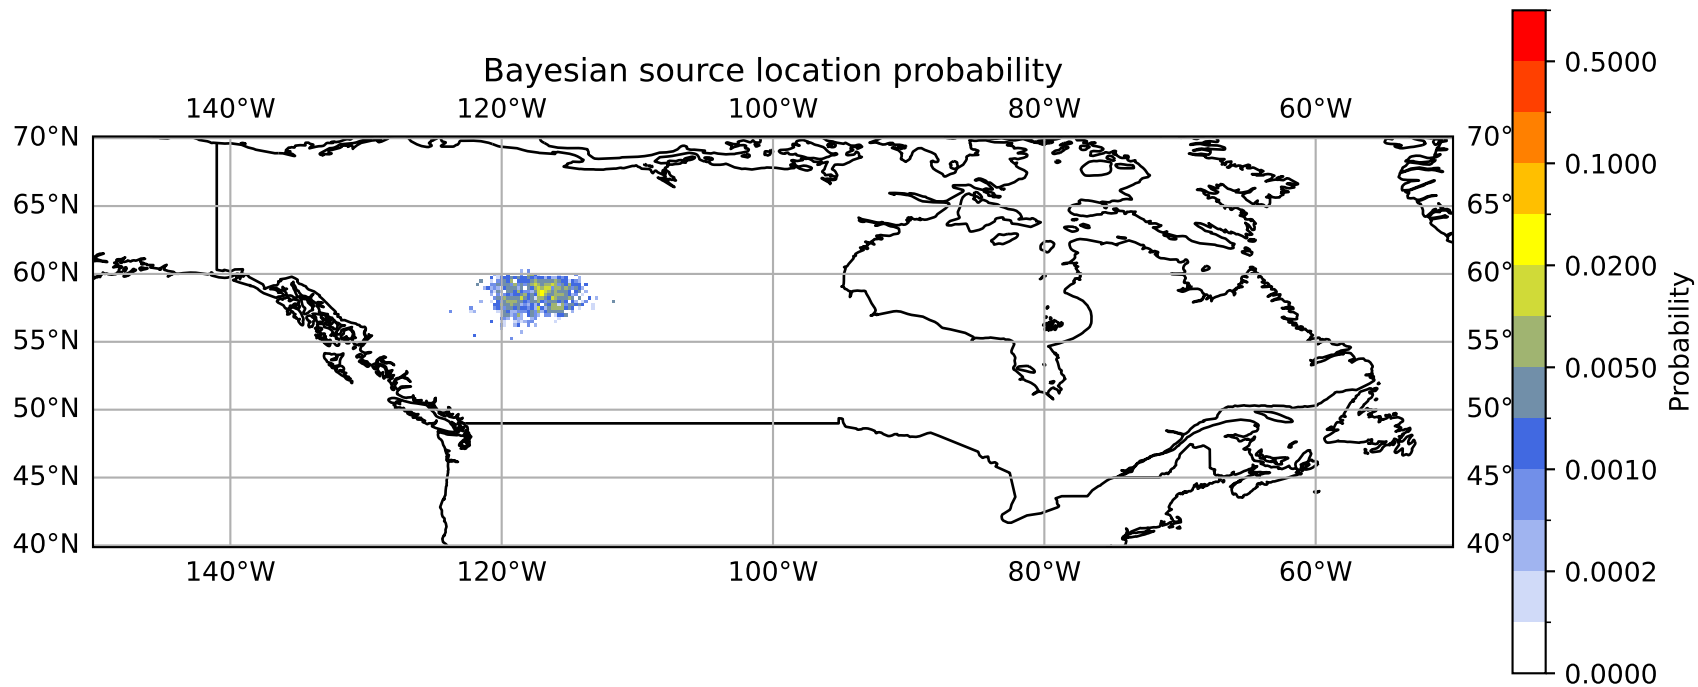 Bayesian source location probability
140°W 120°W 100°W 80°W 60°W
70°N 70°
65°N 65°
60°N 60°
55°N 55°
50°N 50°
45°N 45°
40°N 40°
140°W 120°W 100°W 80°W 60°W
0.5000
0.1000
0.0200
0.0050
0.0010
0.0002
0.0000
Probability